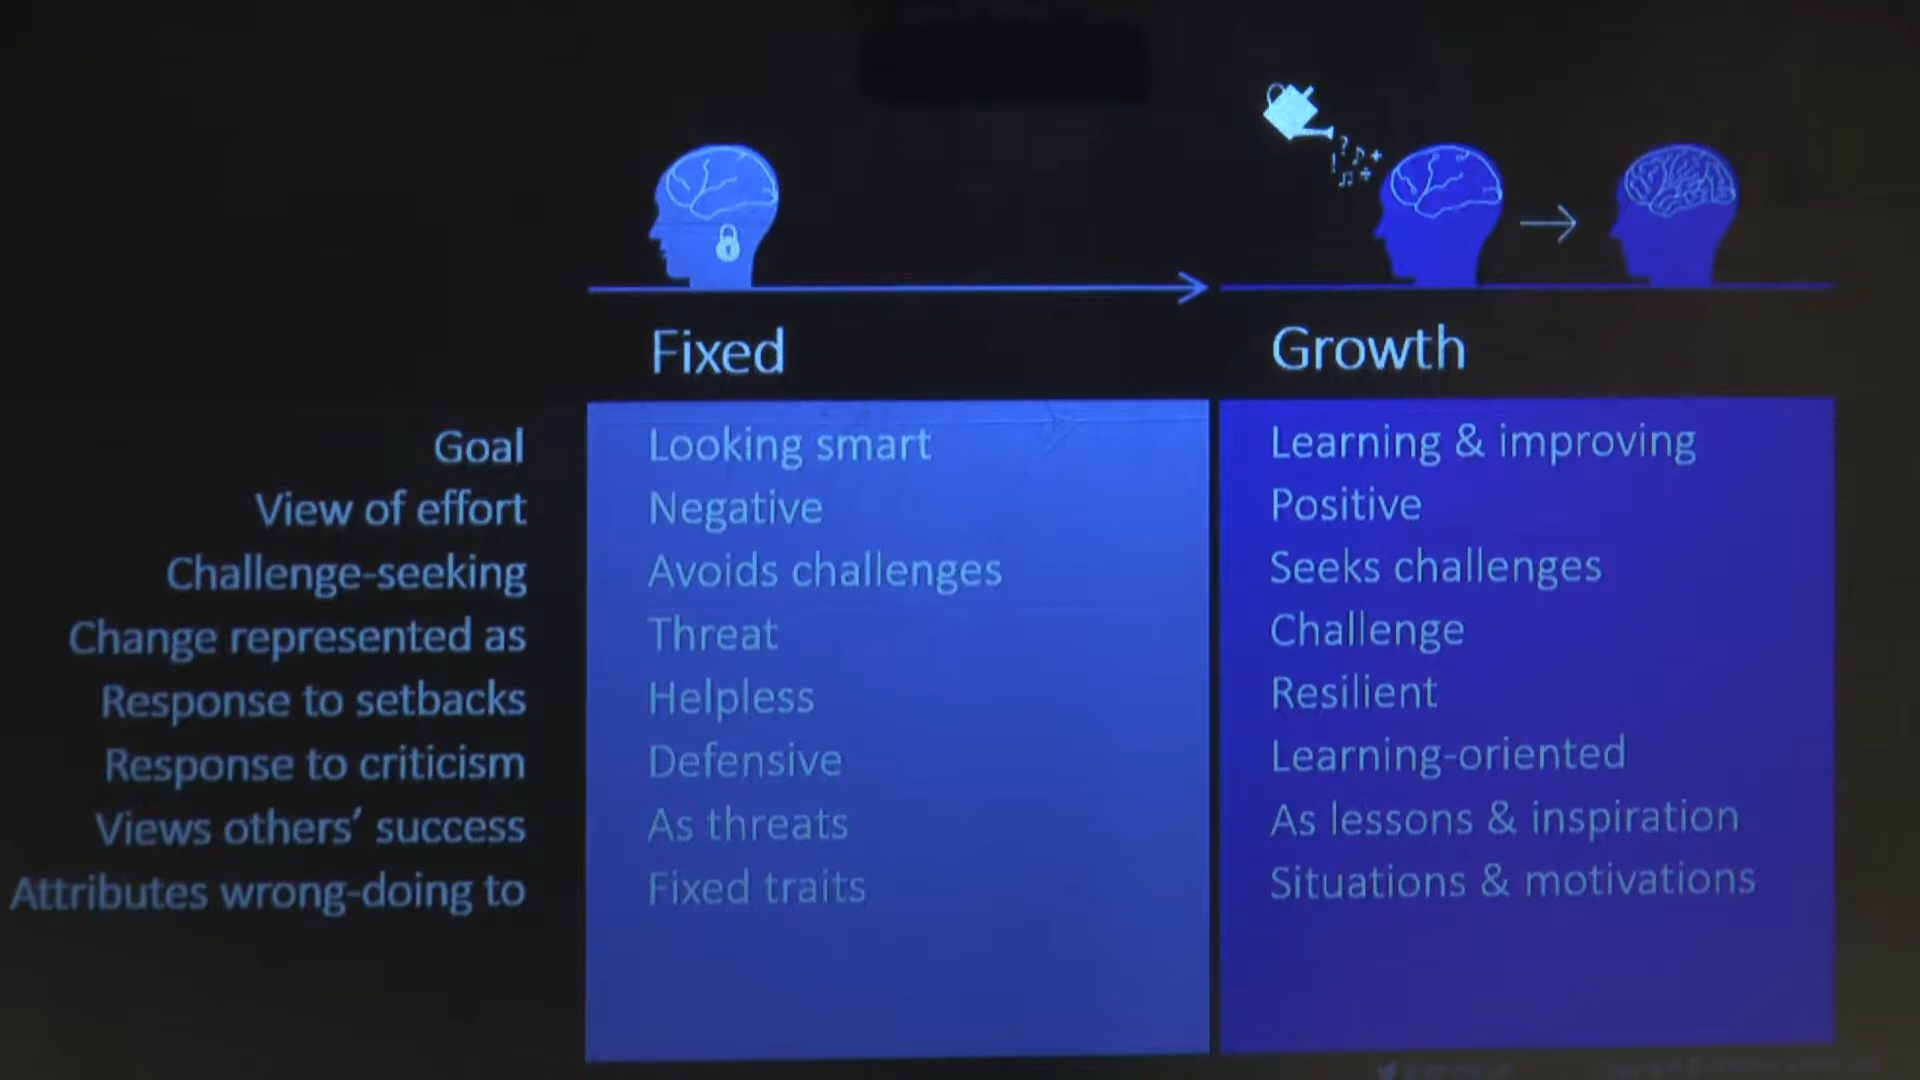 Fixed
Growth
Goal
Looking smart
Learning & improving
View of effort
Negative
Positive
Challenge-seeking
Avoids challenges
Seeks challenges
Change represented as
Threat
Challenge
Response to setbacks
Helpless
Resilient
Response to criticism
Defensive
Learning-oriented
Views others’ success
As threats
As lessons & inspiration
Attributes wrong-doing to
Fixed traits
Situations & motivations